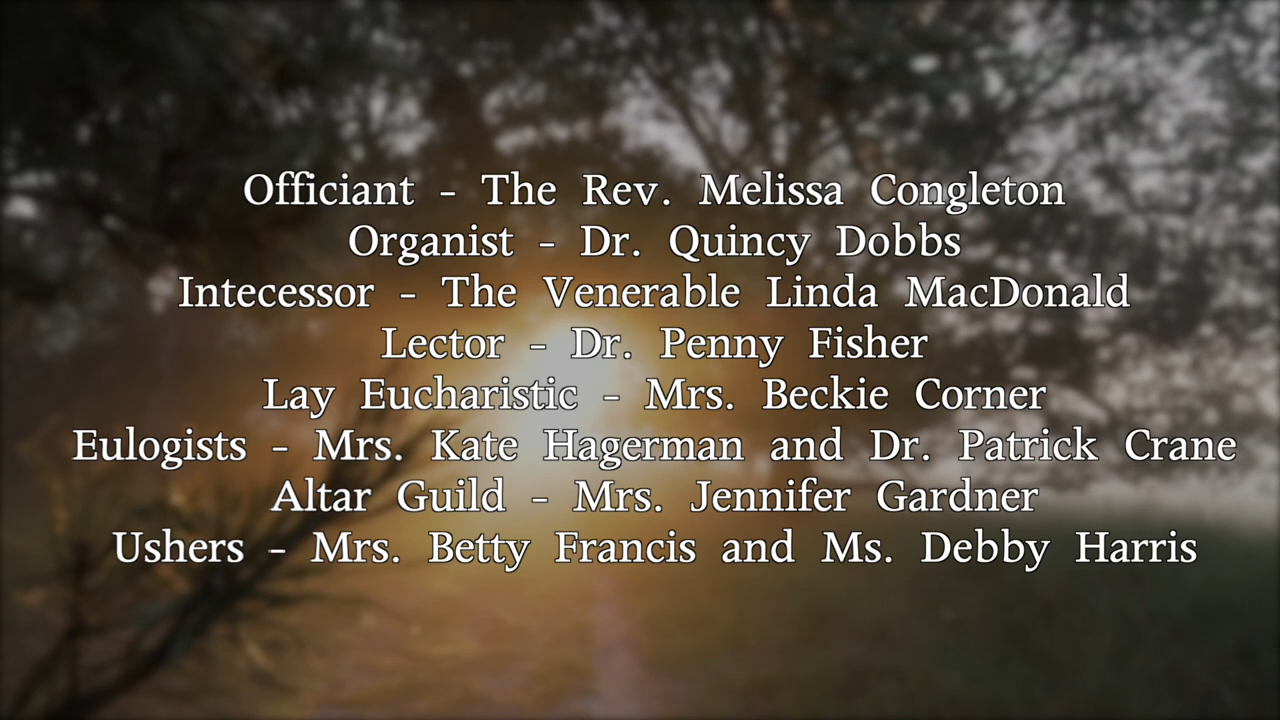 Officiant - The Rev. Melissa Congleton
Organist - Dr. Quincy Dobbs
Intecessor - The Venerable Linda MacDonald
Lector - Dr. Penny Fisher
Lay Eucharistic - Mrs. Beckie Corner
Eulogists - Mrs. Kate Hagerman and Dr. Patrick Crane
Altar Guild - Mrs. Jennifer Gardner
Ushers - Mrs. Betty Francis and Ms. Debby Harris